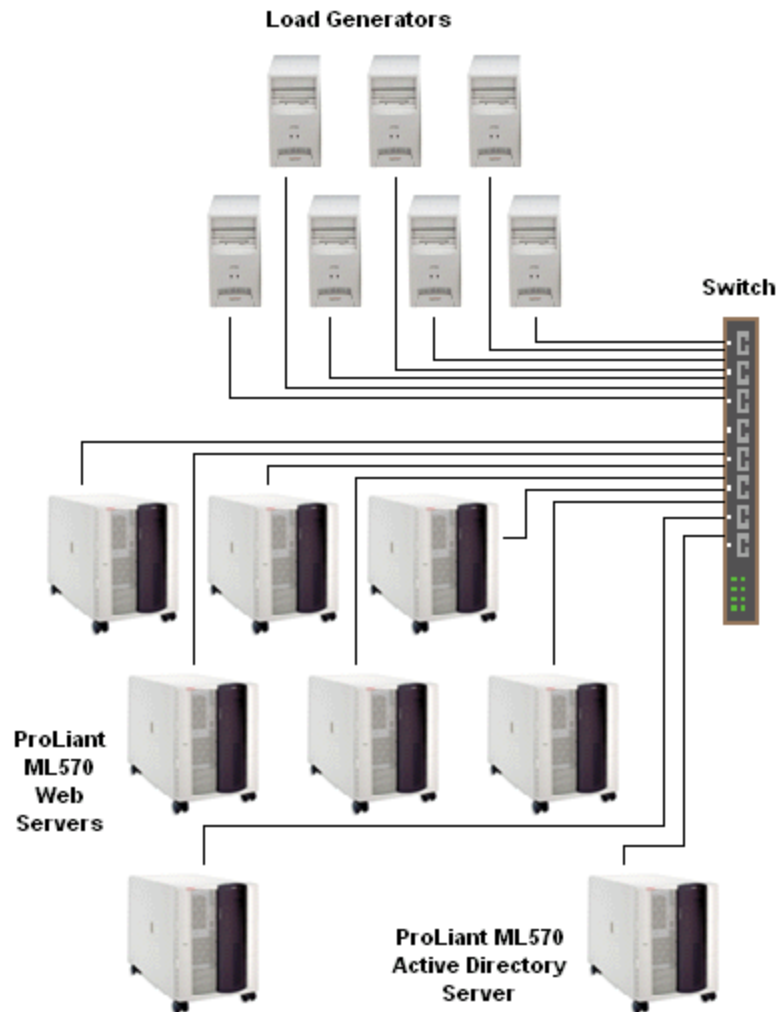 Load Generators
Switch
ProLiant
ML570
Web
Servers
ProLiant ML570
Active Directory
Server